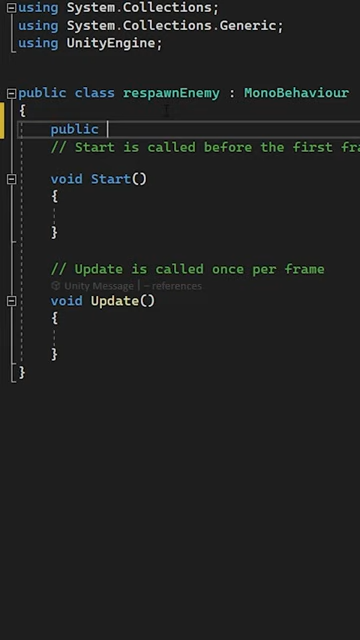 using System.Collections;
using System.Collections.Generic;
using UnityEngine;
public class respawnEnemy : MonoBehaviour
{
public
// Start is called before the first fra
void Start()
{
}
// Update is called once per frame
Unity Message | - references
void Update()
{
}
}